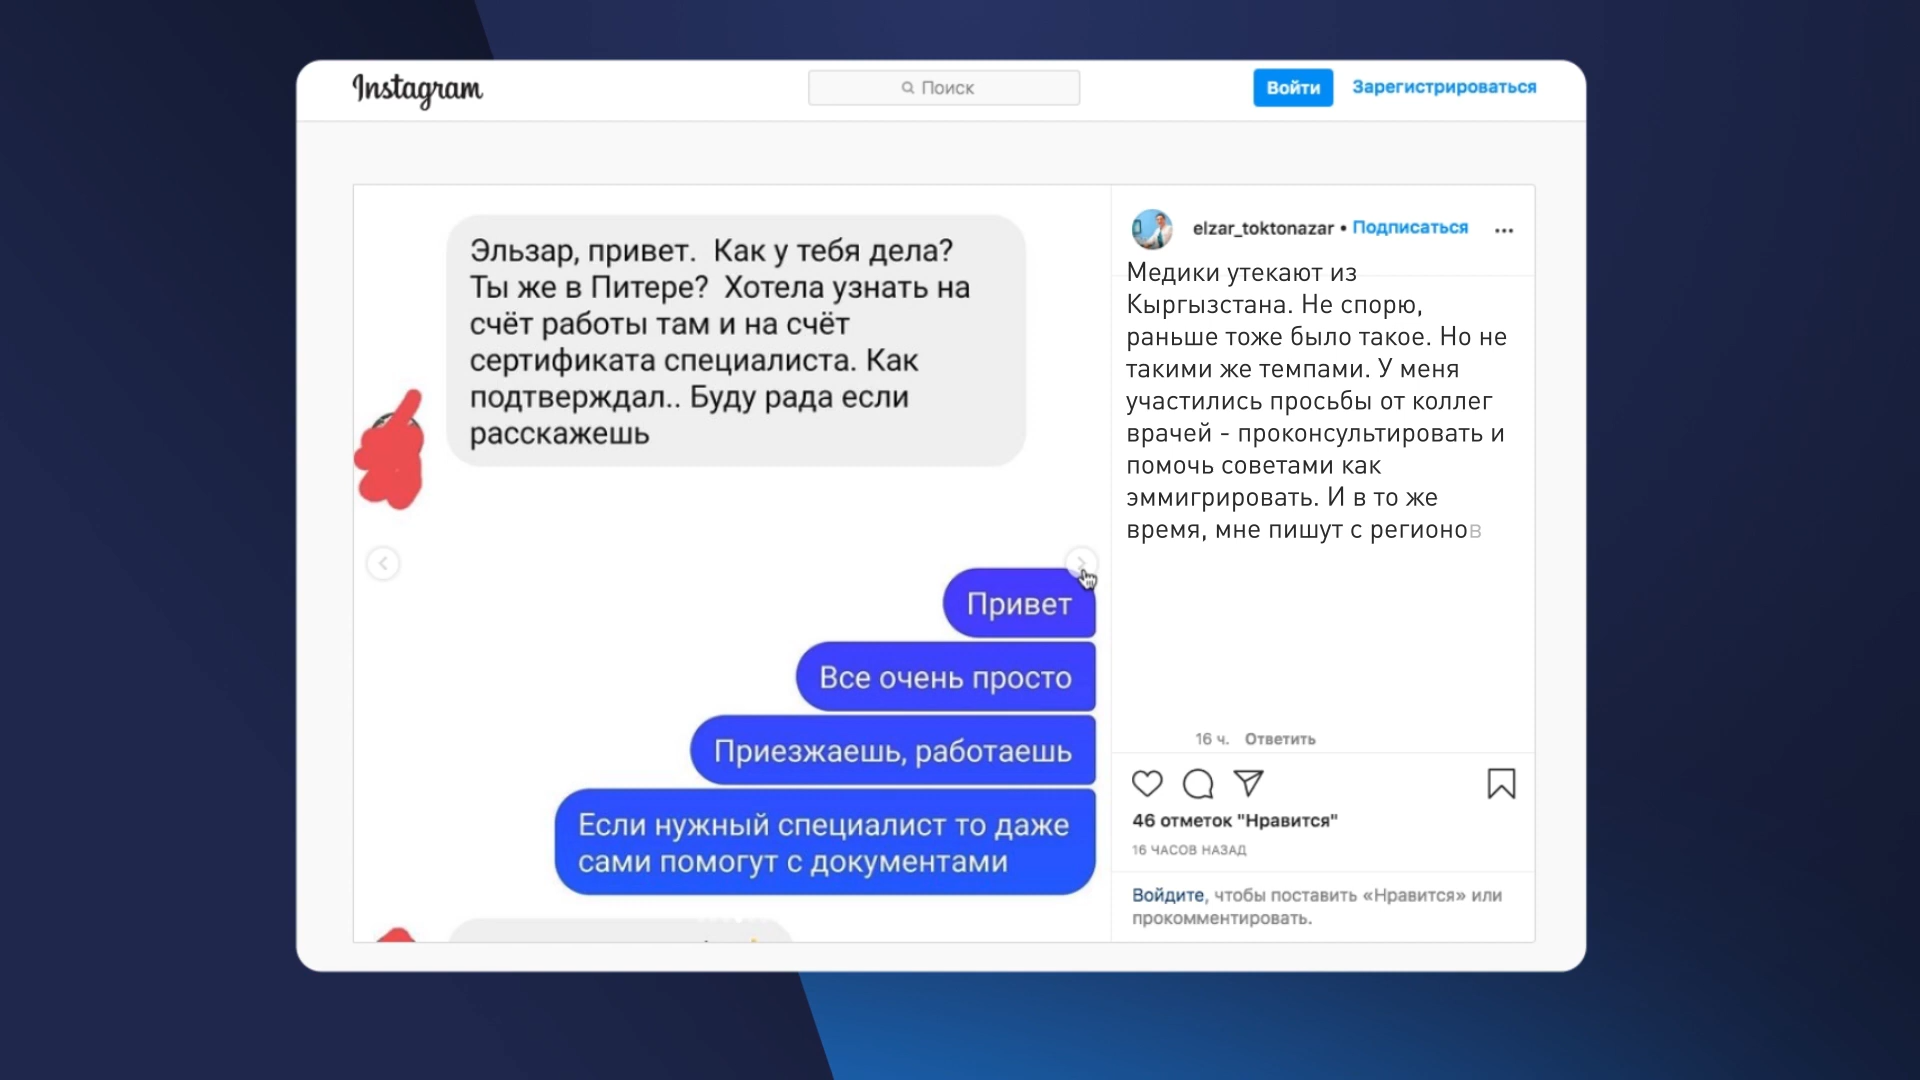 Instagram
Поиск
Войти
Зарегистрироваться
Эльзар, привет. Как у тебя дела?
Ты же в Питере? Хотела узнать на
счёт работы там и на счёт
сертификата специалиста. Как
подтверждал.. Буду рада если
расскажешь
Привет
Все очень просто
Приезжаешь, работаешь
Если нужный специалист то даже
сами помогут с документами
elzar_toktonazar • Подписаться
Медики утекают из
Кыргызстана. Не спорю,
раньше тоже было такое. Но не
такими же темпами. У меня
участились просьбы от коллег
врачей - проконсультировать и
помочь советами как
эммигрировать. И в то же
время, мне пишут с регионов
16 ч. Ответить
46 отметок "Нравится"
16 ЧАСОВ НАЗАД
Войдите, чтобы поставить «Нравится» или
прокомментировать.